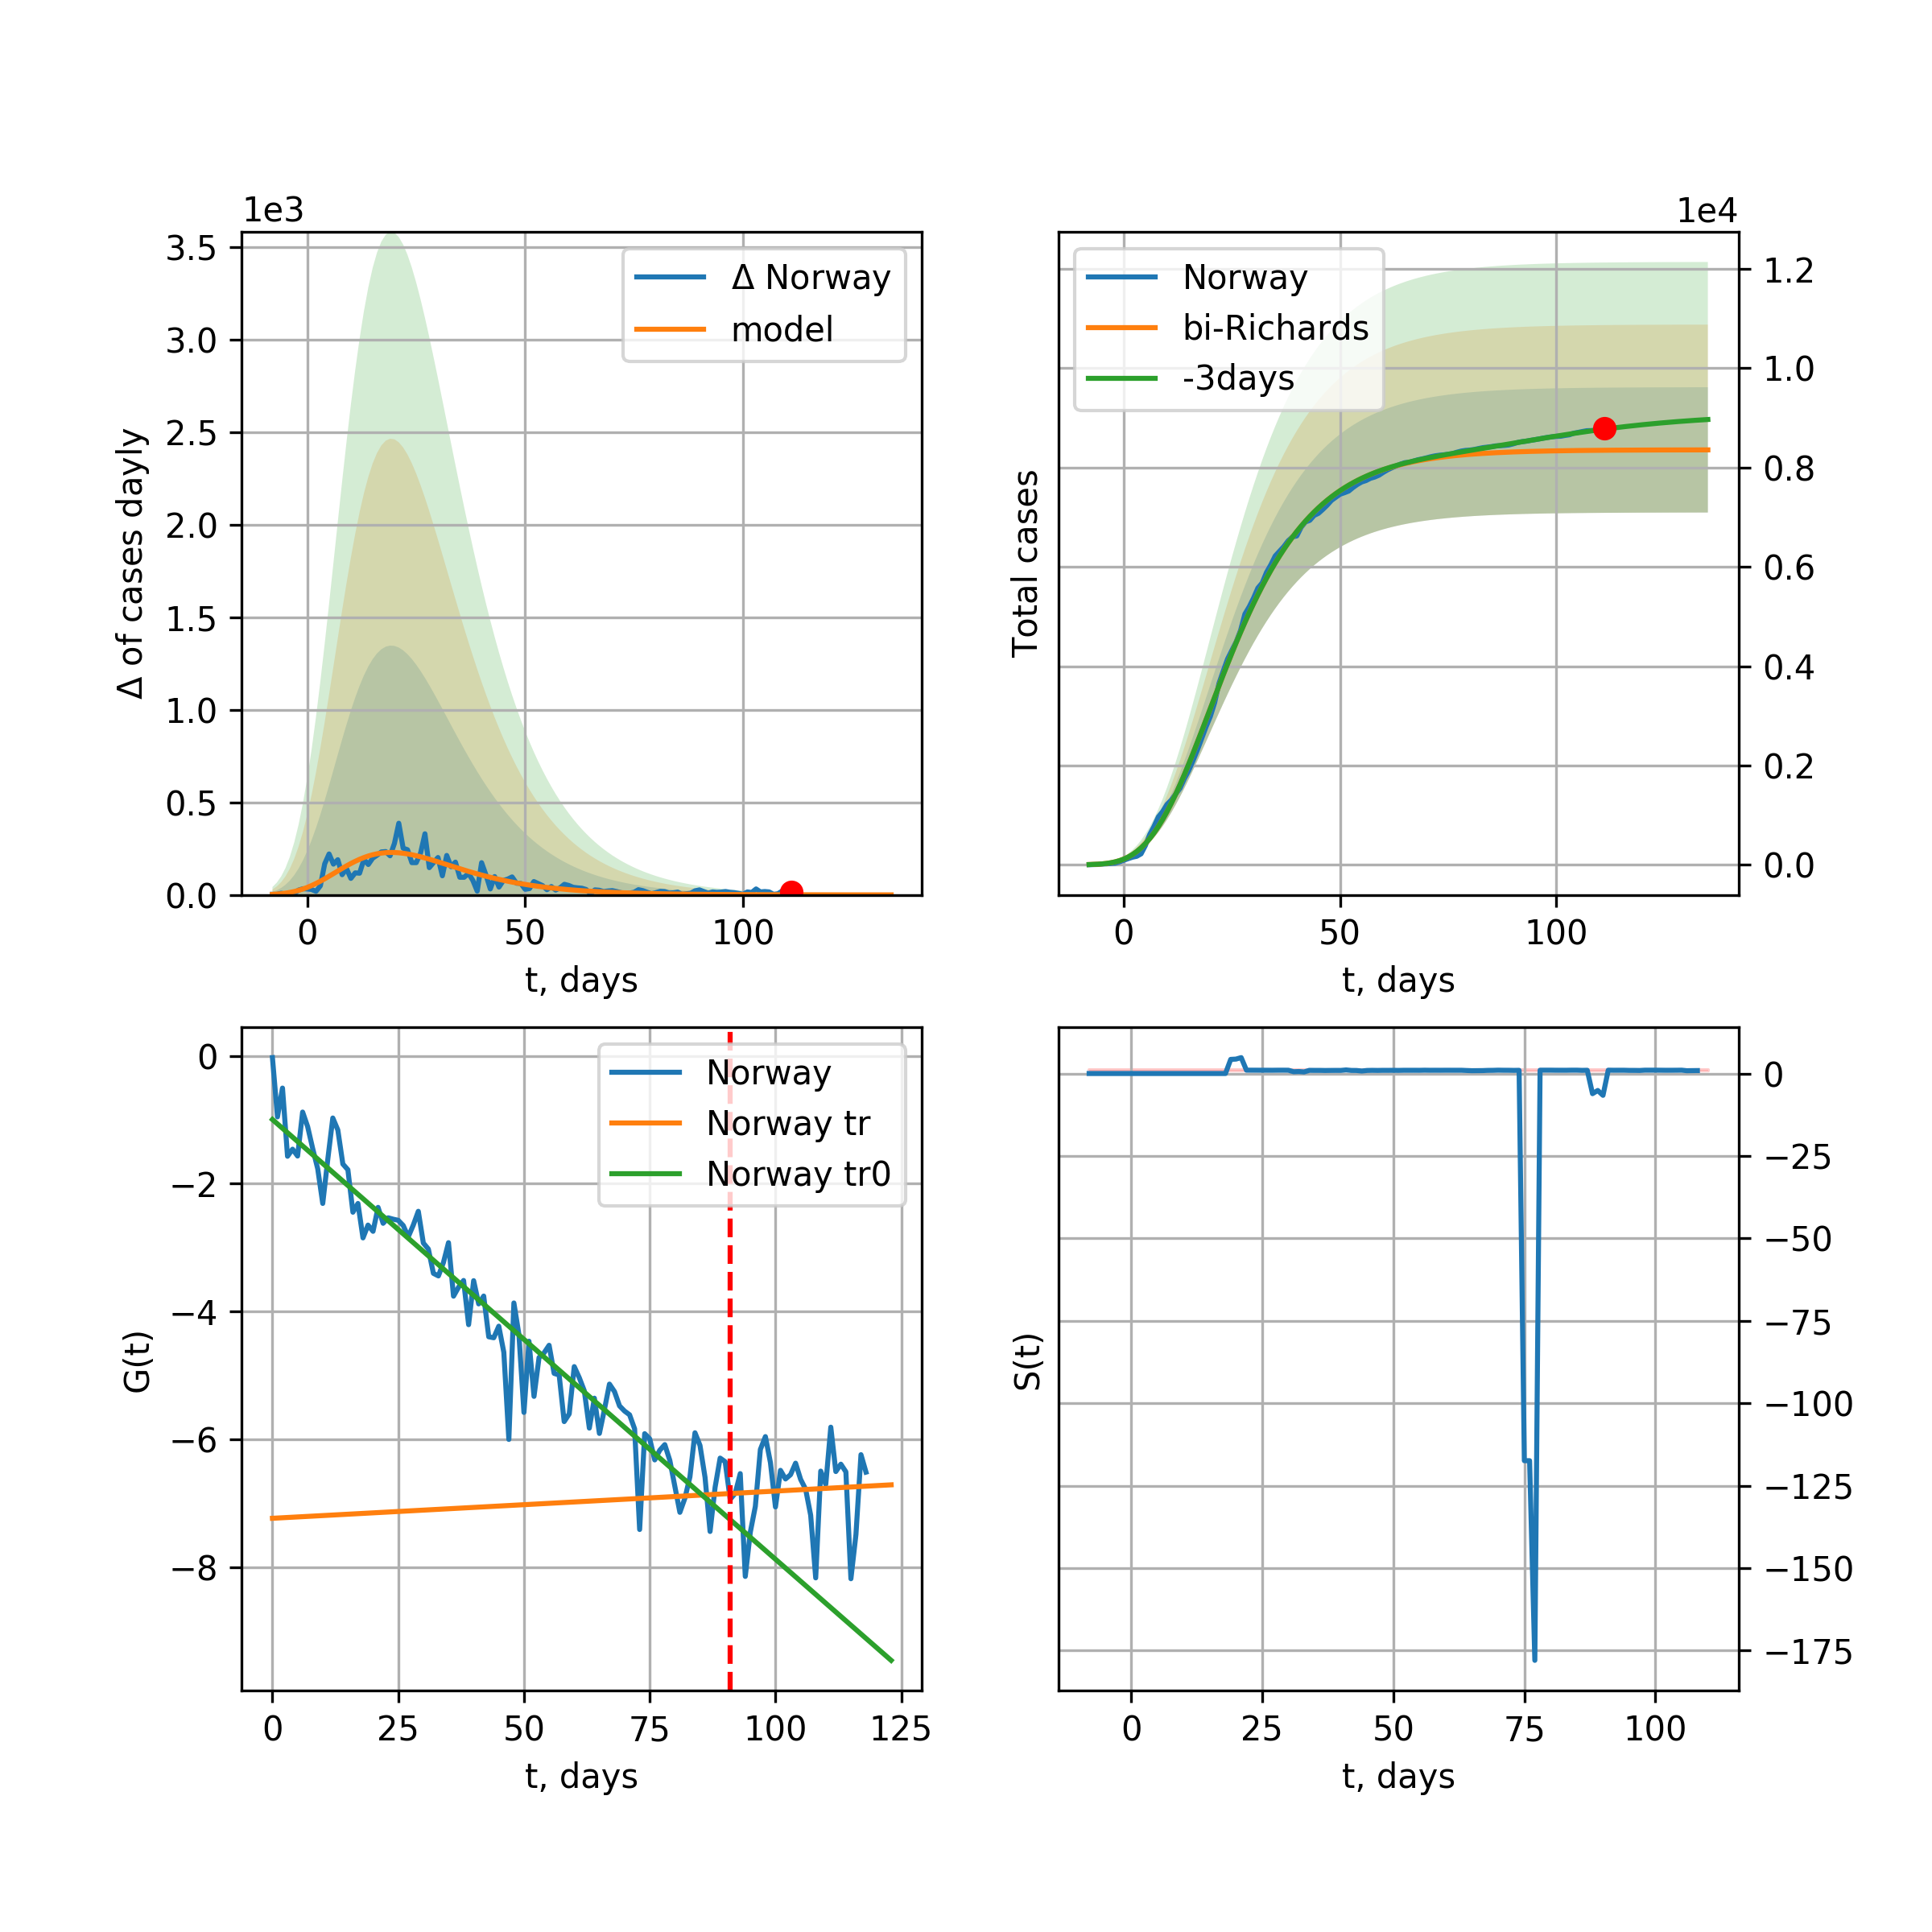 1e3
3.5
3.0
2.5
2.0
1.5
1.0
0.5
0.0
Δ of cases dayly
Δ Norway
model
0 50 100
t, days
1e4
1.2
1.0
0.8
0.6
0.4
0.2
0.0
Total cases
Norway
bi-Richards
-3days
0 50 100
t, days
0
−2
−4
−6
−8
G(t)
Norway
Norway tr
Norway tr0
0 25 50 75 100 125
t, days
0
−25
−50
−75
−100
−125
−150
−175
S(t)
0 25 50 75 100
t, days